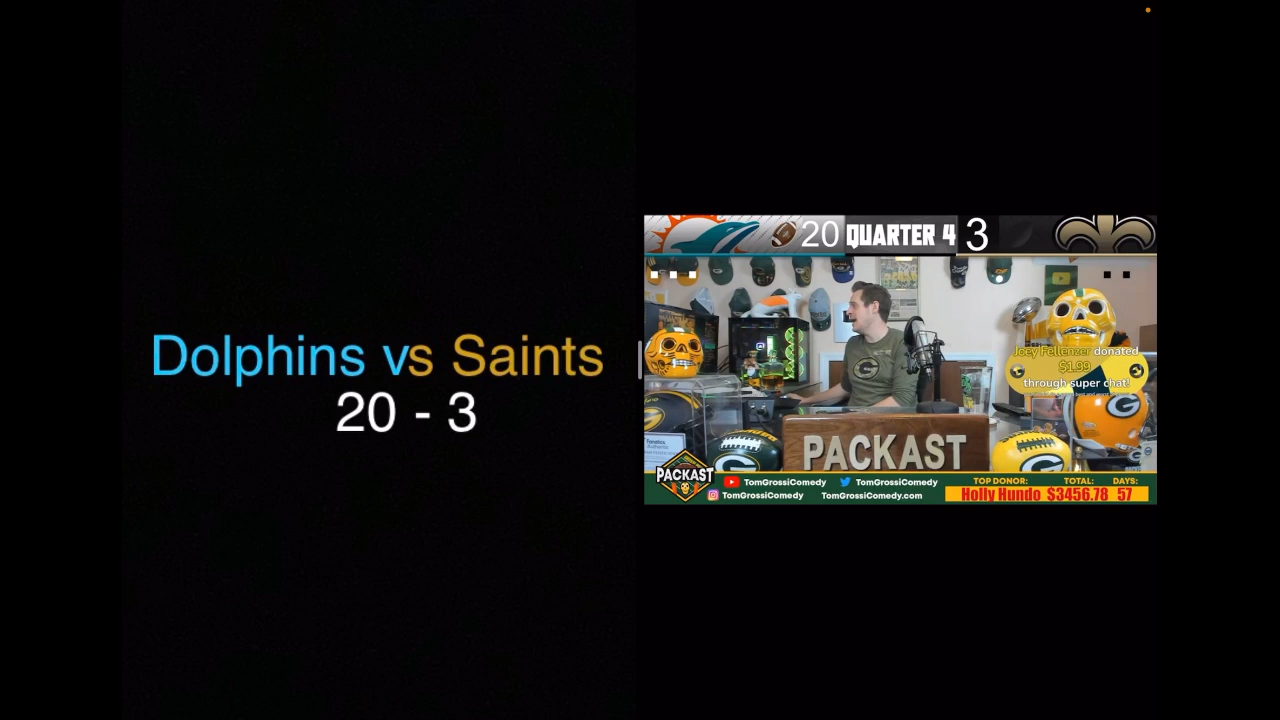 Dolphins vs Saints
20 - 3
20 QUARTER 4 3
Joey Fellenzer donated
$1.99
through super chat!
PACKAST
PACKAST
TomGrossiComedy
TomGrossiComedy
TomGrossiComedy
TomGrossiComedy.com
TOP DONOR: TOTAL: DAYS:
Holly Hundo $3456.78 57